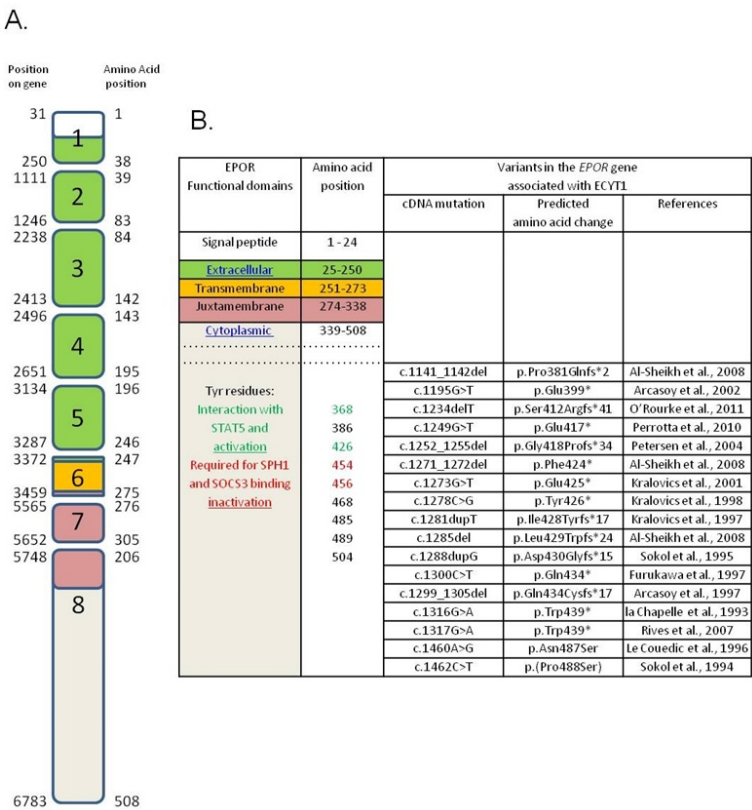 A.
Position on gene
Amino Acid position
31 1
1
250 38
1111 39
2
1246 83
2238 84
3
2413 142
2496 143
4
2651 195
3134 196
5
3287 246
3372 247
6
3459 275
5565 276
7
5652 305
5748 206
8
6783 508
B.
EPOR Functional domains
Amino acid position
Variants in the EPOR gene
associated with ECYT1
cDNA mutation
Predicted amino acid change
References
Signal peptide 1 - 24
Extracellular 25-250
Transmembrane 251-273
Juxtamembrane 274-338
Cytoplasmic 339-508
Tyr residues:
Interaction with 368
STAT5 and 386
activation 426
Required for SPH1 454
and SOCS3 binding 456
inactivation 468
485
489
504
c.1141_1142del p.Pro381Glnfs*2 Al-Sheikh et al., 2008
c.1195G>T p.Glu399* Arcasoy et al., 2002
c.1234delT p.Ser412Argfs*41 O'Rourke et al., 2011
c.1249G>T p.Glu417* Perrotta et al., 2010
c.1252_1255del p.Gly418Profs*34 Petersen et al., 2004
c.1271_1272del p.Phe424* Al-Sheikh et al., 2008
c.1273G>T p.Glu425* Kralovics et al., 2001
c.1278C>G p.Tyr426* Kralovics et al., 1998
c.1281dupT p.Ile428Tyrfs*17 Kralovics et al., 1997
c.1285del p.Leu429Trpfs*24 Al-Sheikh et al., 2008
c.1288dupG p.Asp430Glyfs*15 Sokol et al., 1995
c.1300C>T p.Gln434* Furukawa et al., 1997
c.1299_1305del p.Gln434Cysfs*17 Arcasoy et al., 1997
c.1316G>A p.Trp439* la Chapelle et al., 1993
c.1317G>A p.Trp439* Rives et al., 2007
c.1460A>G p.Asn487Ser Le Couedic et al., 1996
c.1462C>T p.(Pro488Ser) Sokol et al., 1994